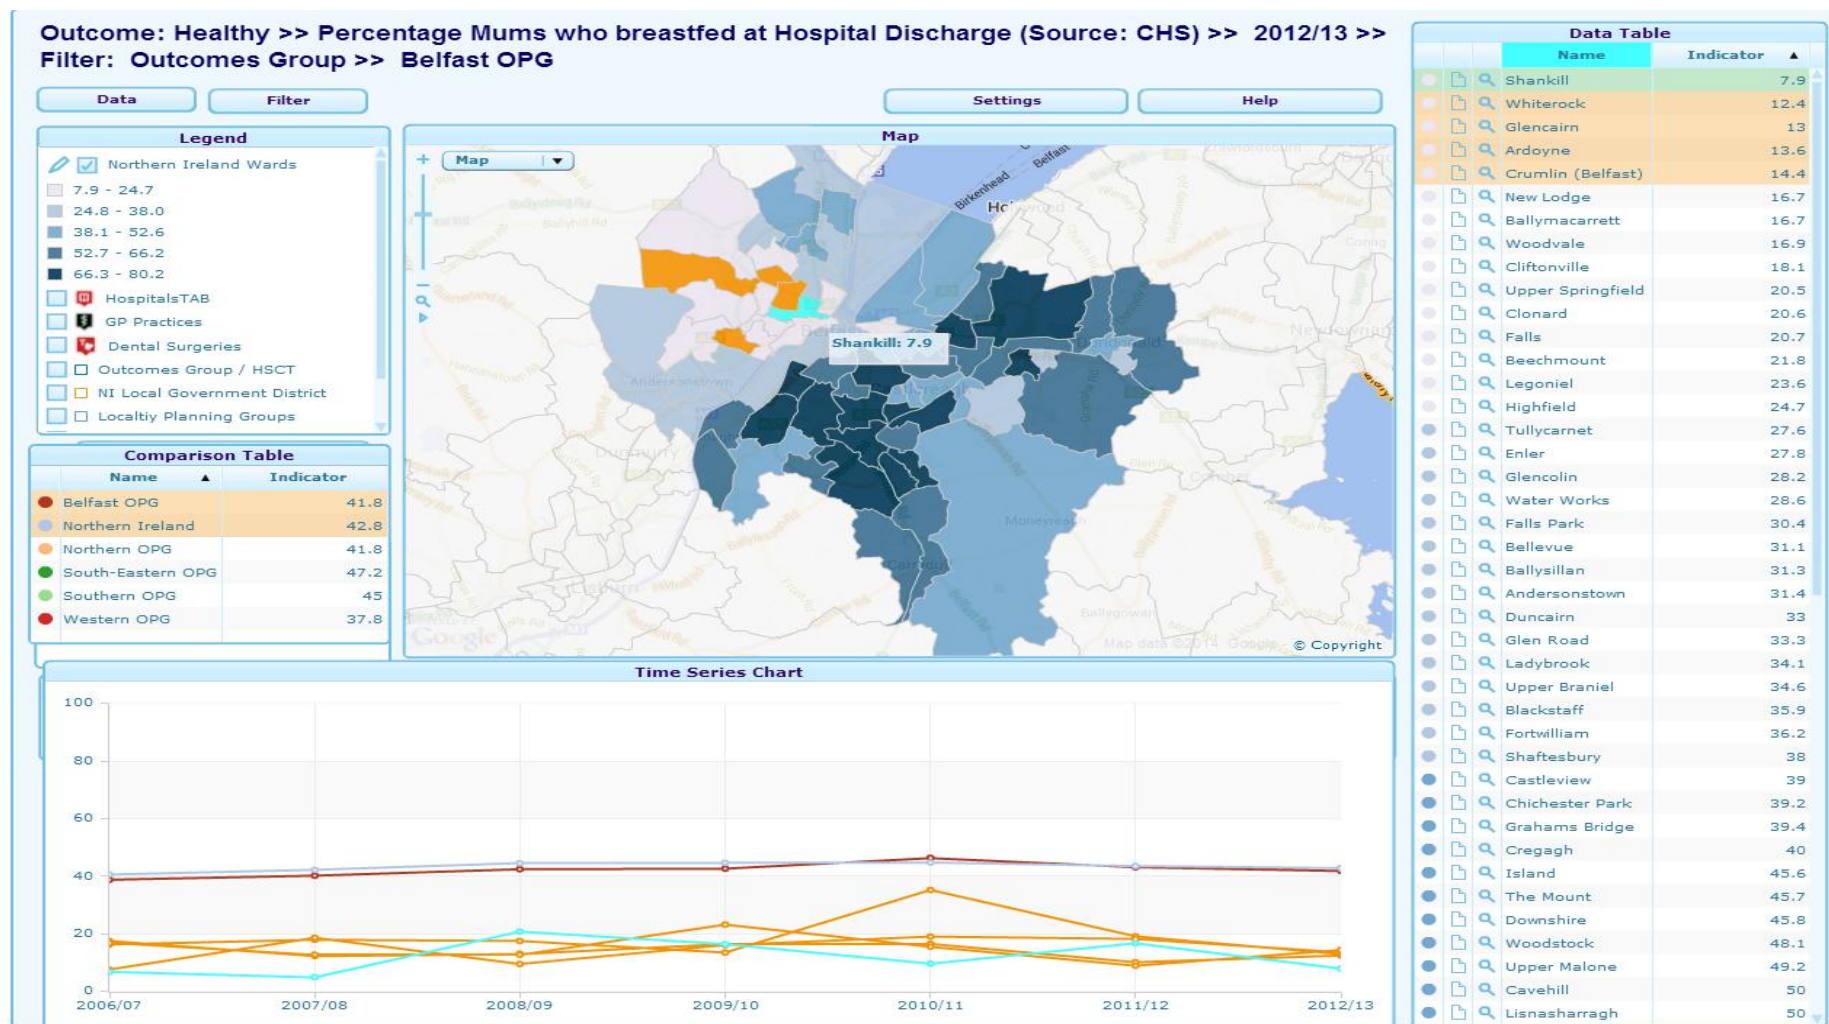 Outcome: Healthy >> Percentage Mums who breastfed at Hospital Discharge (Source: CHS) >> 2012/13 >>
Filter: Outcomes Group >> Belfast OPG
Data
Filter
Settings
Help
Legend
Northern Ireland Wards
7.9 - 24.7
24.8 - 38.0
38.1 - 52.6
52.7 - 66.2
66.3 - 80.2
HospitalsTAB
GP Practices
Dental Surgeries
Outcomes Group / HSCT
NI Local Government District
Localtiy Planning Groups
Comparison Table
Name ▲ Indicator
Belfast OPG 41.8
Northern Ireland 42.8
Northern OPG 41.8
South-Eastern OPG 47.2
Southern OPG 45
Western OPG 37.8
Map
Map
Belfast
Birkenhead
Shankill: 7.9
Andersonstown
Dunmurry
Lisburn
Moneyreagh
Carryduff
Ballygowan
Google
Map data ©2014 Google
© Copyright
Time Series Chart
100
80
60
40
20
0
2006/07 2007/08 2008/09 2009/10 2010/11 2011/12 2012/13
Data Table
Name Indicator ▲
Shankill 7.9
Whiterock 12.4
Glencairn 13
Ardoyne 13.6
Crumlin (Belfast) 14.4
New Lodge 16.7
Ballymacarrett 16.7
Woodvale 16.9
Cliftonville 18.1
Upper Springfield 20.5
Clonard 20.6
Falls 20.7
Beechmount 21.8
Legoniel 23.6
Highfield 24.7
Tullycarnet 27.6
Enler 27.8
Glencolin 28.2
Water Works 28.6
Falls Park 30.4
Bellevue 31.1
Ballysillan 31.3
Andersonstown 31.4
Duncairn 33
Glen Road 33.3
Ladybrook 34.1
Upper Braniel 34.6
Blackstaff 35.9
Fortwilliam 36.2
Shaftesbury 38
Castleview 39
Chichester Park 39.2
Grahams Bridge 39.4
Cregagh 40
Island 45.6
The Mount 45.7
Downshire 45.8
Woodstock 48.1
Upper Malone 49.2
Cavehill 50
Lisnasharragh 50